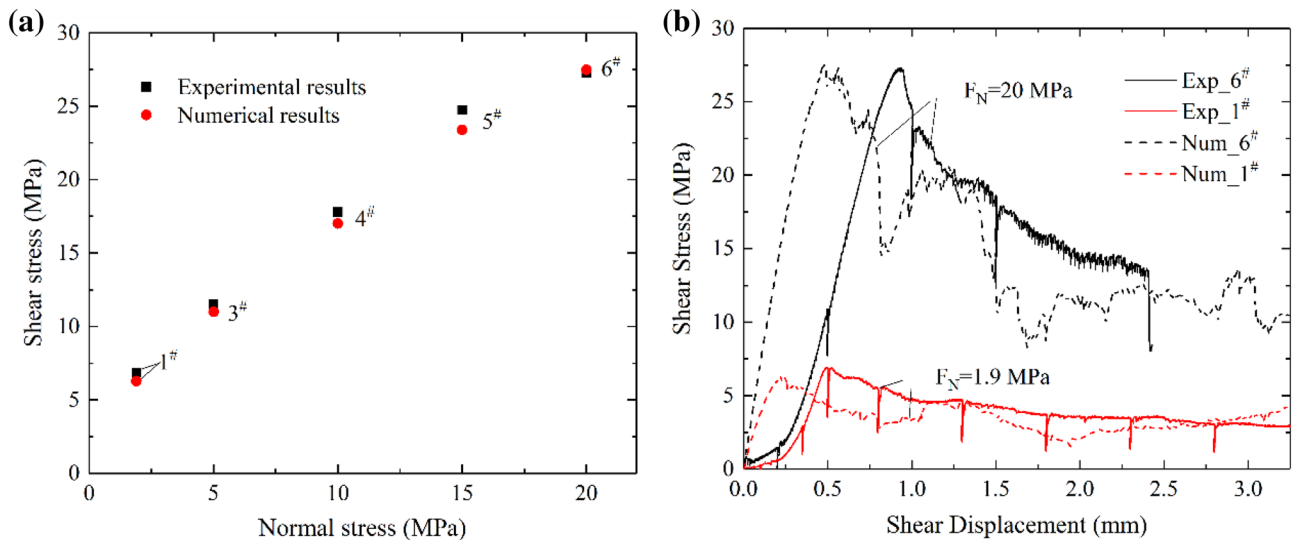 (a)
30
25
20
15
10
5
0
Shear stress (MPa)
0 5 10 15 20
Normal stress (MPa)
Experimental results
Numerical results
1#
3#
4#
5#
6#
(b)
30
25
20
15
10
5
0
Shear Stress (MPa)
0.0 0.5 1.0 1.5 2.0 2.5 3.0
Shear Displacement (mm)
FN=20 MPa
FN=1.9 MPa
Exp_6#
Exp_1#
Num_6#
Num_1#